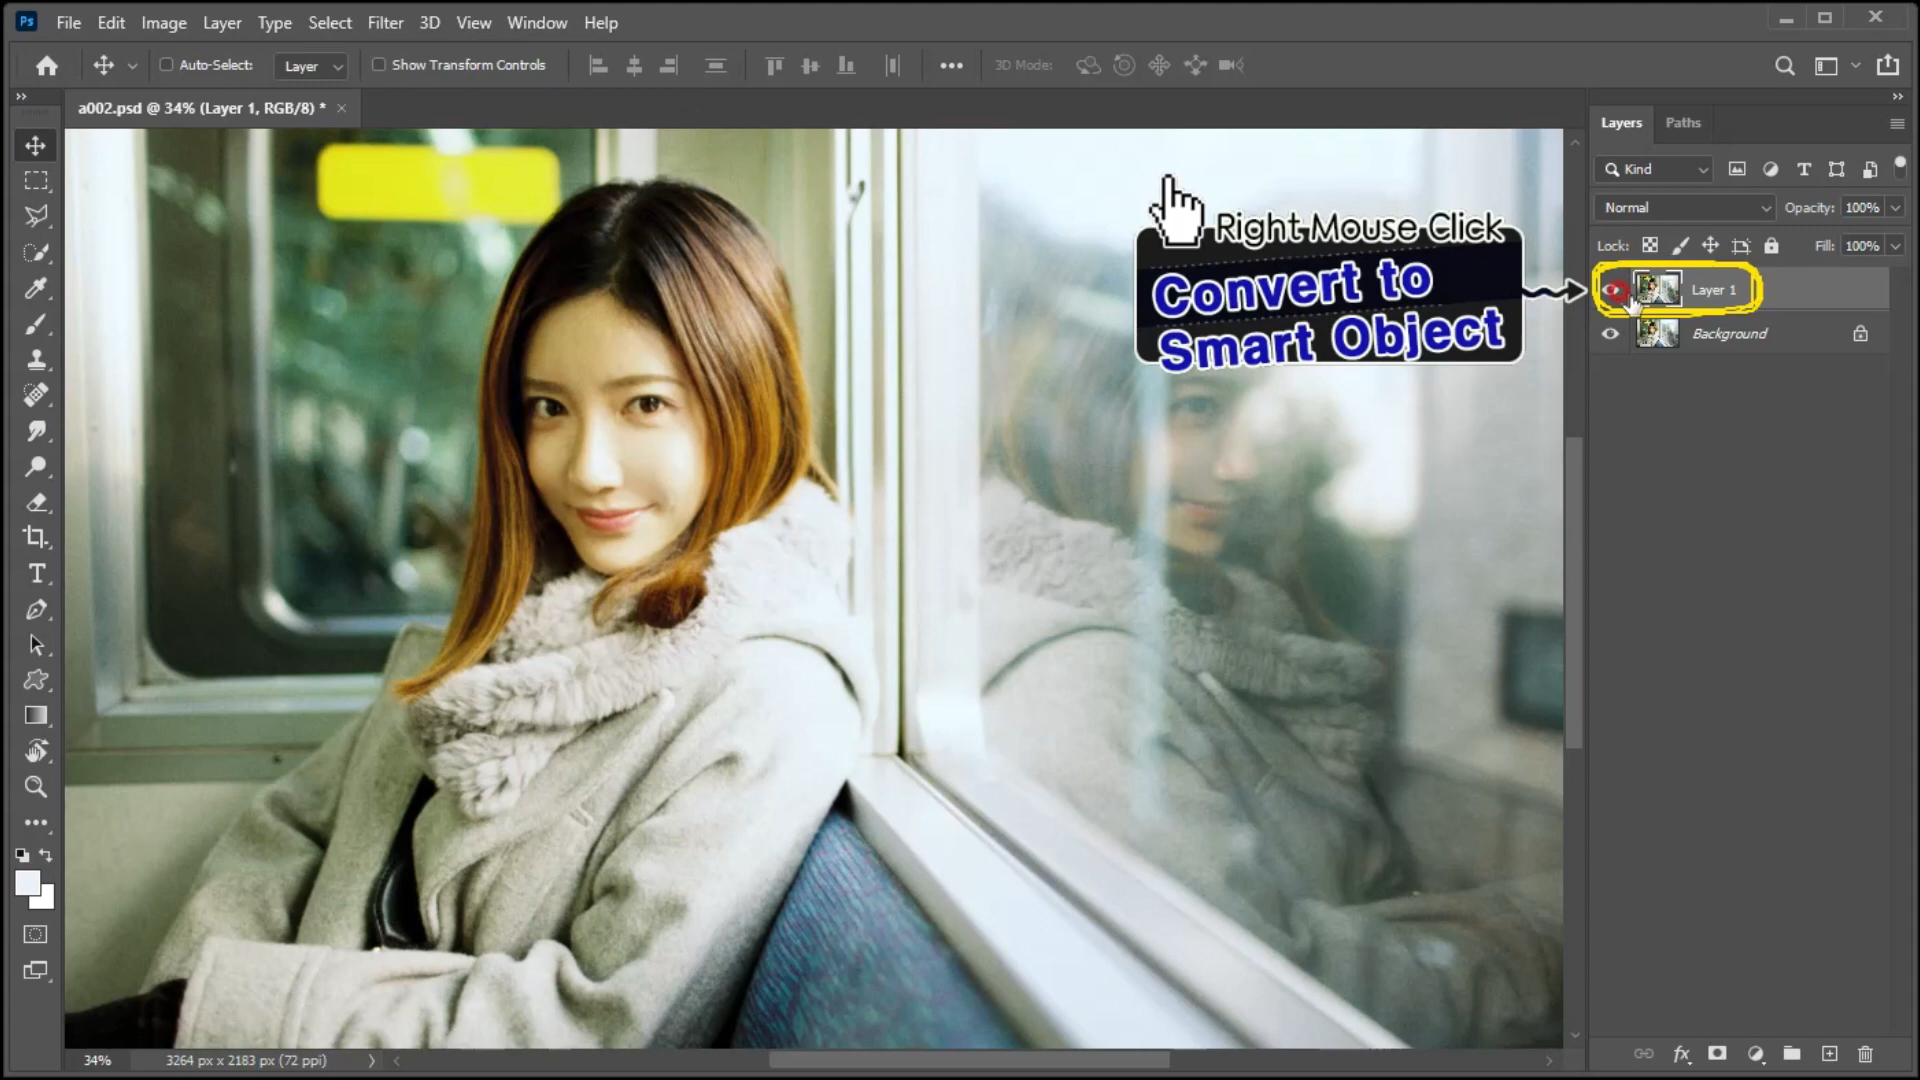 Ps File Edit Image Layer Type Select Filter 3D View Window Help
Auto-Select: Layer Show Transform Controls 3D Mode:
a002.psd @ 34% (Layer 1, RGB/8) *
Layers Paths
Kind
Normal Opacity: 100%
Lock: Fill: 100%
Layer 1
Background
Right Mouse Click
Convert to
Smart Object
34% 3264 px x 2183 px (72 ppi)